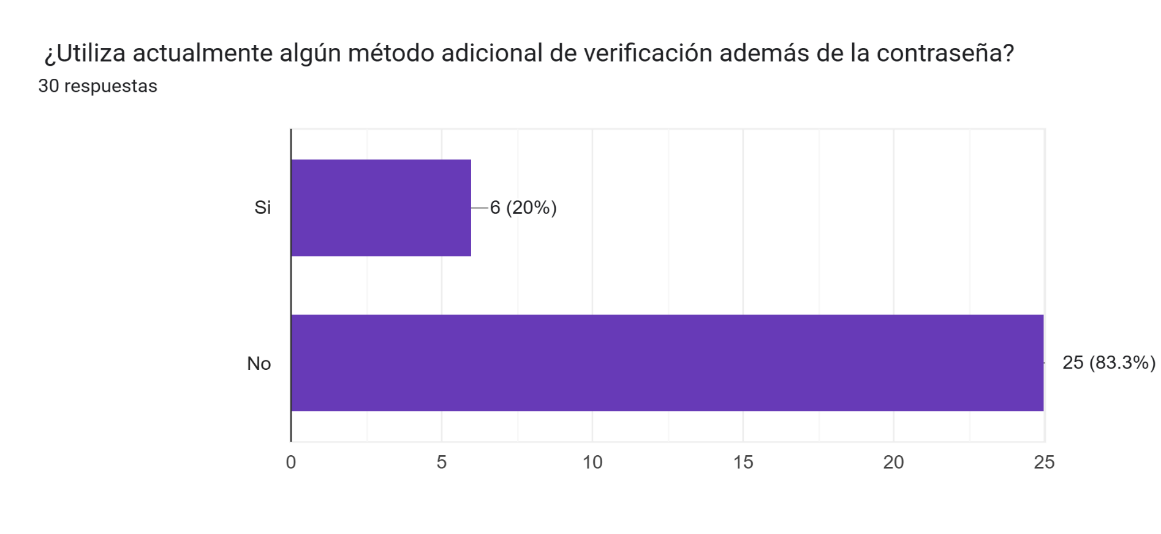 ¿Utiliza actualmente algún método adicional de verificación además de la contraseña?
30 respuestas
Si
6 (20%)
No
25 (83.3%)
0 5 10 15 20 25